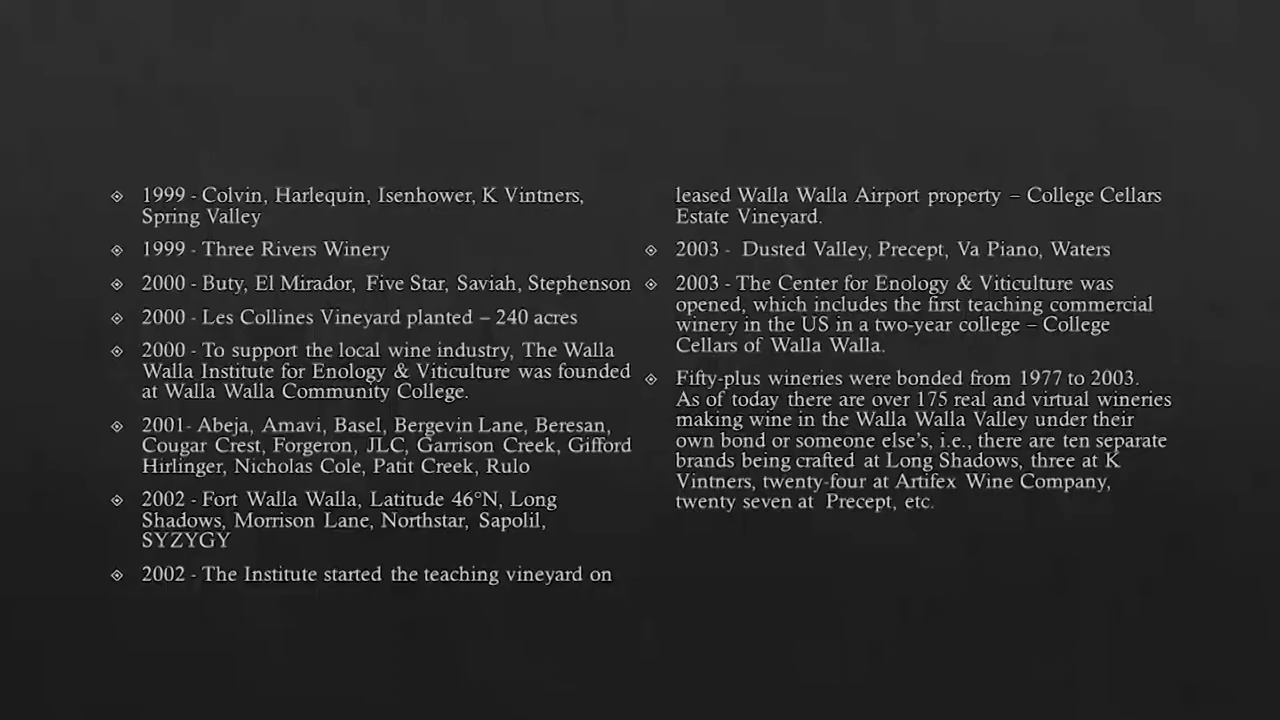 1999 - Colvin, Harlequin, Isenhower, K Vintners,
Spring Valley
1999 - Three Rivers Winery
2000 - Buty, El Mirador, Five Star, Saviah, Stephenson
2000 - Les Collines Vineyard planted – 240 acres
2000 - To support the local wine industry, The Walla
Walla Institute for Enology & Viticulture was founded
at Walla Walla Community College.
2001- Abeja, Amavi, Basel, Bergevin Lane, Beresan,
Cougar Crest, Forgeron, JLC, Garrison Creek, Gifford
Hirlinger, Nicholas Cole, Patit Creek, Rulo
2002 - Fort Walla Walla, Latitude 46°N, Long
Shadows, Morrison Lane, Northstar, Sapolil,
SYZYGY
2002 - The Institute started the teaching vineyard on
leased Walla Walla Airport property – College Cellars
Estate Vineyard.
2003 - Dusted Valley, Precept, Va Piano, Waters
2003 - The Center for Enology & Viticulture was
opened, which includes the first teaching commercial
winery in the US in a two-year college – College
Cellars of Walla Walla.
Fifty-plus wineries were bonded from 1977 to 2003.
As of today there are over 175 real and virtual wineries
making wine in the Walla Walla Valley under their
own bond or someone else's, i.e., there are ten separate
brands being crafted at Long Shadows, three at K
Vintners, twenty-four at Artifex Wine Company,
twenty seven at Precept, etc.